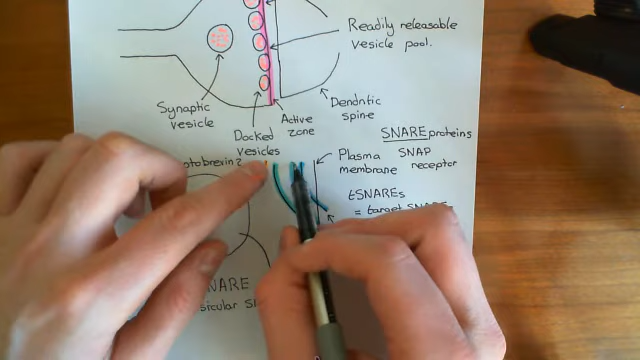 Readily releasable
vesicle pool.
Synaptic
vesicle
Docked
vesicles
Active
zone
Dendritic
spine
SNARE proteins
Plasma SNAP
membrane receptor
tSNAREs
= target